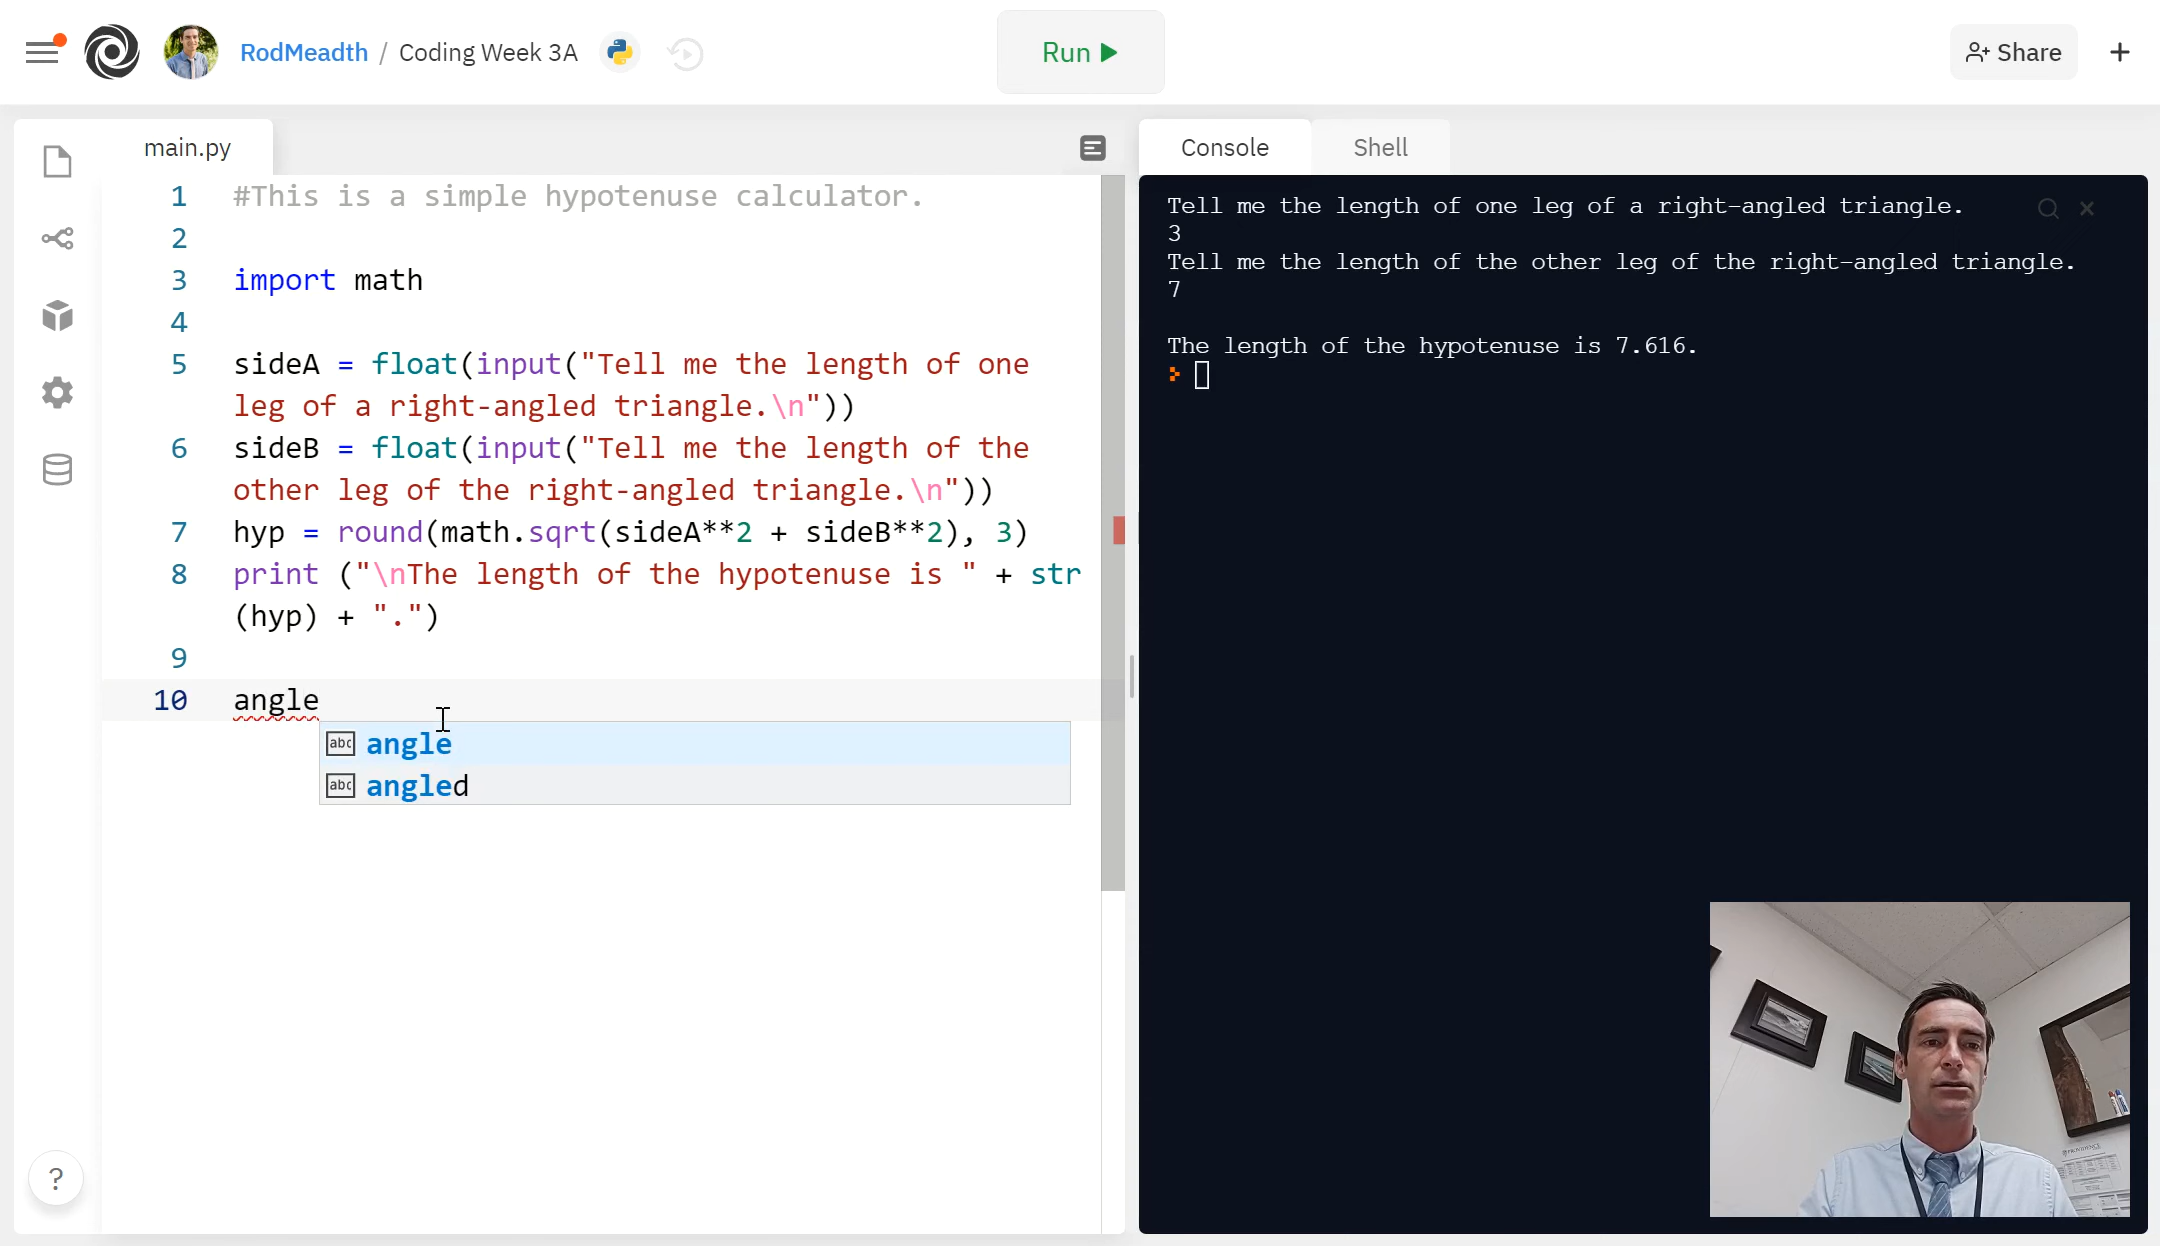 RodMeadth / Coding Week 3A
Run
Share
main.py
1 #This is a simple hypotenuse calculator.
2
3 import math
4
5 sideA = float(input("Tell me the length of one
leg of a right-angled triangle.\n"))
6 sideB = float(input("Tell me the length of the
other leg of the right-angled triangle.\n"))
7 hyp = round(math.sqrt(sideA**2 + sideB**2), 3)
8 print ("\nThe length of the hypotenuse is " + str
(hyp) + ".")
9
10 angle
abc angle
abc angled
?
Console Shell
Tell me the length of one leg of a right-angled triangle.
3
Tell me the length of the other leg of the right-angled triangle.
7
The length of the hypotenuse is 7.616.
PROVIDENCE